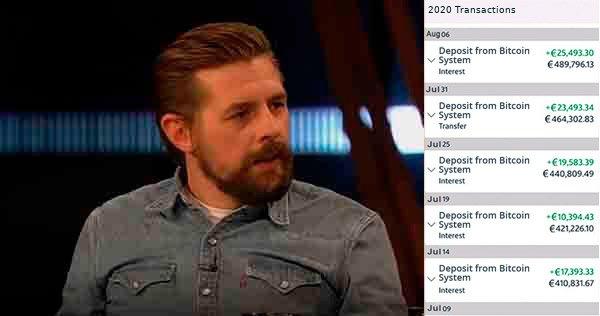 2020 Transactions
Aug 06
Deposit from Bitcoin +€25,493.30
System €489,796.13
Interest
Jul 31
Deposit from Bitcoin +€23,493.34
System €464,302.83
Transfer
Jul 25
Deposit from Bitcoin +€19,583.39
System €440,809.49
Interest
Jul 19
Deposit from Bitcoin +€10,394.43
System €421,226.10
Interest
Jul 14
Deposit from Bitcoin +€17,393.33
System €410,831.67
Interest
Jul 09